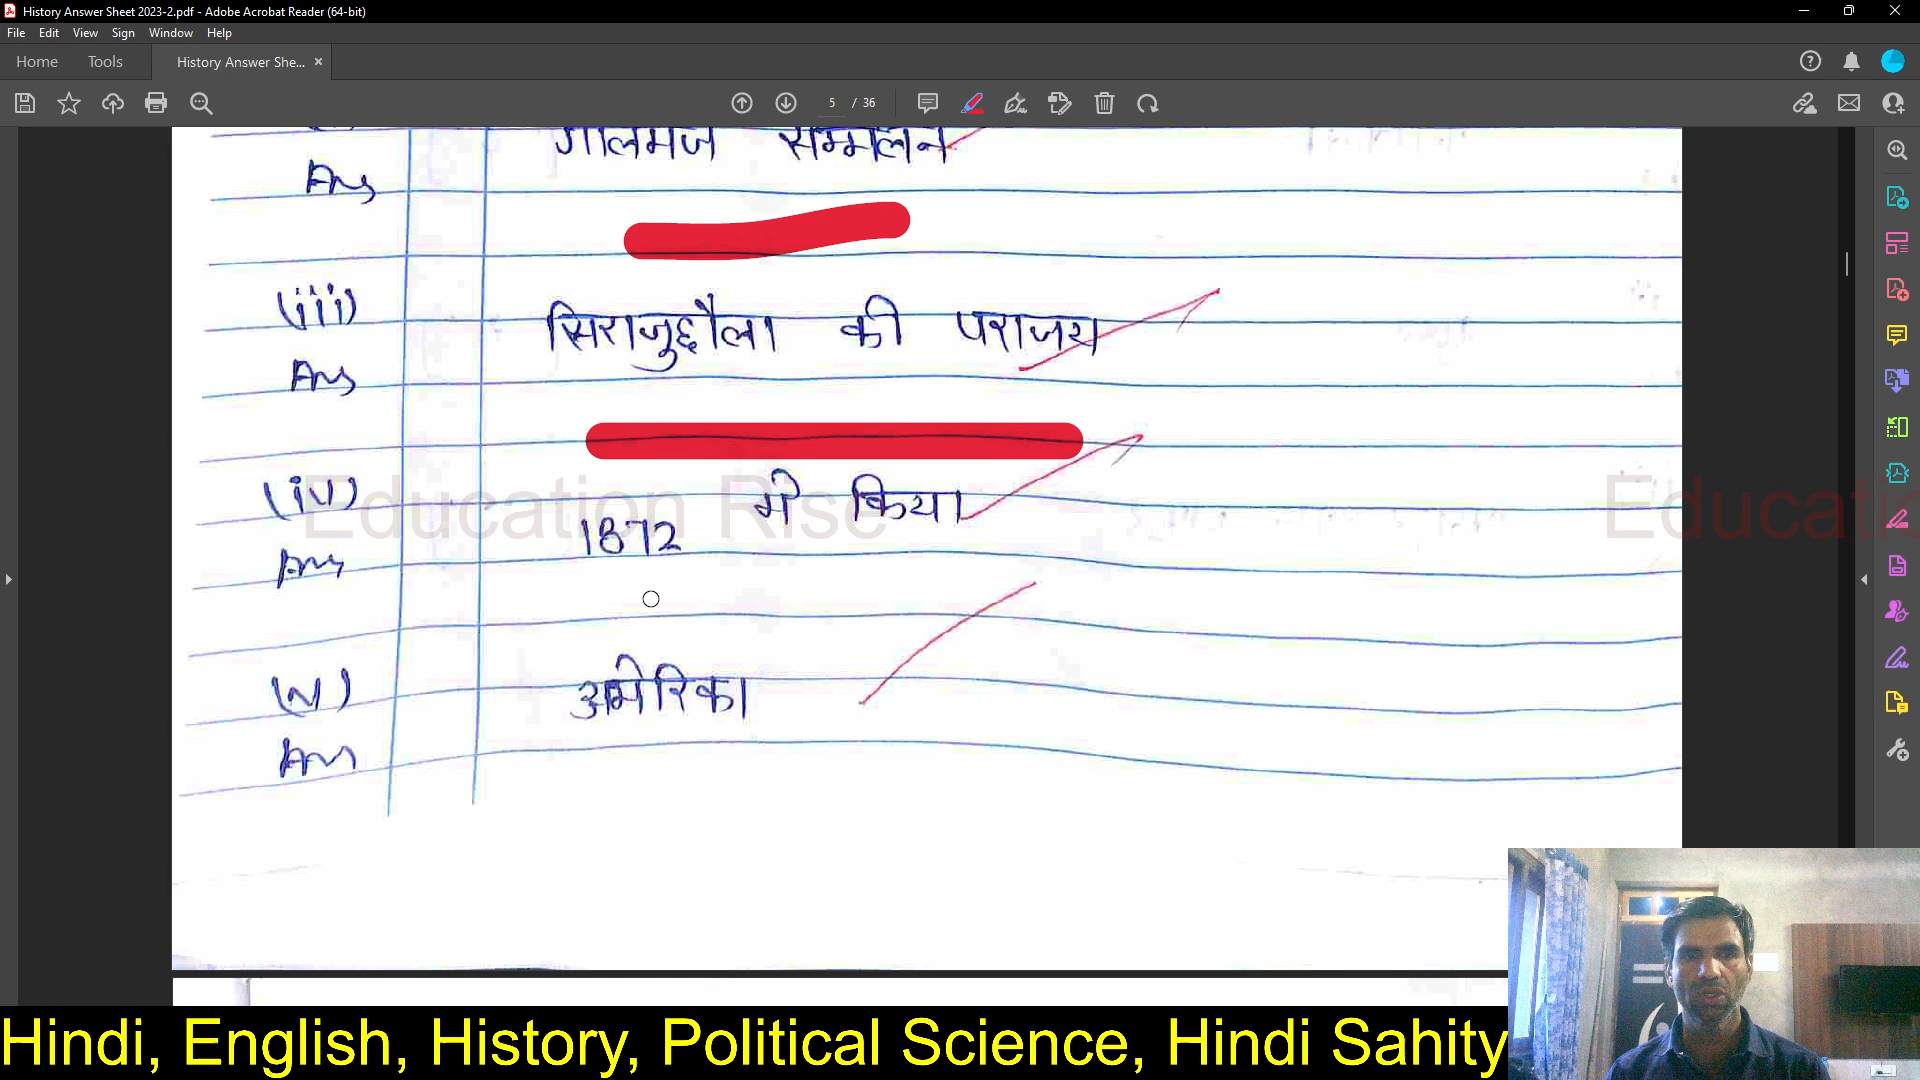 History Answer Sheet 2023-2.pdf - Adobe Acrobat Reader (64-bit)
File Edit View Sign Window Help
Home Tools History Answer She... ×
5 / 36
गोलमेज सम्मेलन
Ans
(iii) सिराजुद्दौला की पराजय
Ans
(iv) 1872 में किया
Ans
Education Rise
Educati
(v) अमेरिका
Ans
Hindi, English, History, Political Science, Hindi Sahity